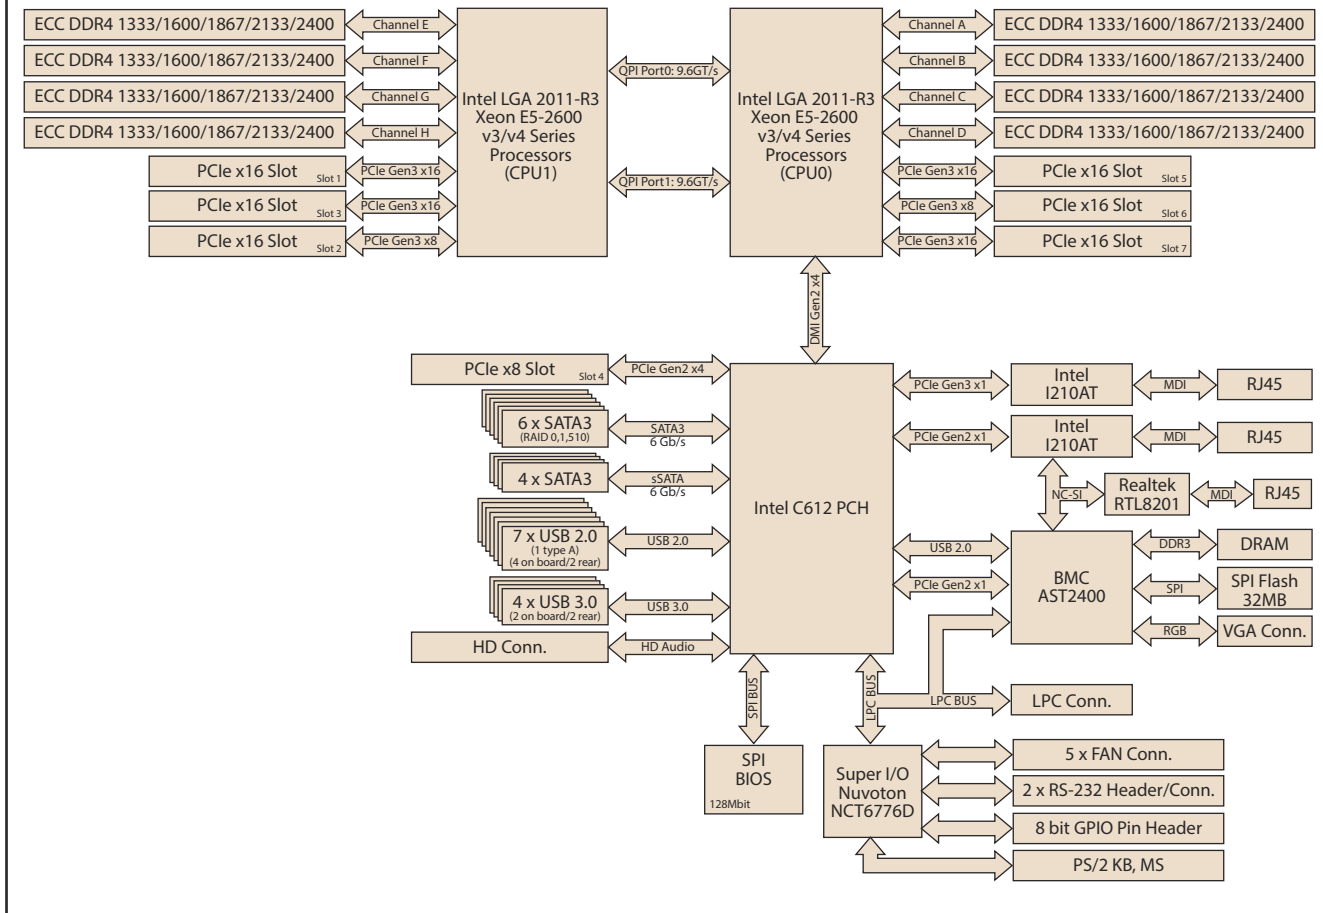 ECC DDR4 1333/1600/1867/2133/2400
Channel E
ECC DDR4 1333/1600/1867/2133/2400
Channel F
ECC DDR4 1333/1600/1867/2133/2400
Channel G
ECC DDR4 1333/1600/1867/2133/2400
Channel H
PCIe x16 Slot
Slot 1
PCIe Gen3 x16
PCIe x16 Slot
Slot 3
PCIe Gen3 x16
PCIe x16 Slot
Slot 2
PCIe Gen3 x8
Intel LGA 2011-R3
Xeon E5-2600
v3/v4 Series
Processors
(CPU1)
QPI Port0: 9.6GT/s
QPI Port1: 9.6GT/s
Intel LGA 2011-R3
Xeon E5-2600
v3/v4 Series
Processors
(CPU0)
Channel A
ECC DDR4 1333/1600/1867/2133/2400
Channel B
ECC DDR4 1333/1600/1867/2133/2400
Channel C
ECC DDR4 1333/1600/1867/2133/2400
Channel D
ECC DDR4 1333/1600/1867/2133/2400
PCIe Gen3 x16
PCIe x16 Slot
Slot 5
PCIe Gen3 x8
PCIe x16 Slot
Slot 6
PCIe Gen3 x16
PCIe x16 Slot
Slot 7
DMI Gen2 x4
PCIe x8 Slot
Slot 4
PCIe Gen2 x4
6 x SATA3
(RAID 0,1,510)
SATA3
6 Gb/s
4 x SATA3
sSATA
6 Gb/s
7 x USB 2.0
(1 type A)
(4 on board/2 rear)
USB 2.0
4 x USB 3.0
(2 on board/2 rear)
USB 3.0
HD Conn.
HD Audio
Intel C612 PCH
PCIe Gen3 x1
Intel
I210AT
MDI
RJ45
PCIe Gen2 x1
Intel
I210AT
MDI
RJ45
NC-SI
Realtek
RTL8201
MDI
RJ45
USB 2.0
PCIe Gen2 x1
BMC
AST2400
DDR3
DRAM
SPI
SPI Flash
32MB
RGB
VGA Conn.
SPI BUS
LPC BUS
LPC BUS
LPC Conn.
SPI
BIOS
128Mbit
Super I/O
Nuvoton
NCT6776D
5 x FAN Conn.
2 x RS-232 Header/Conn.
8 bit GPIO Pin Header
PS/2 KB, MS